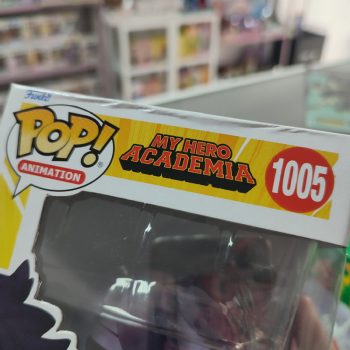 Funko
POP!
ANIMATION
MY HERO
ACADEMIA
1005